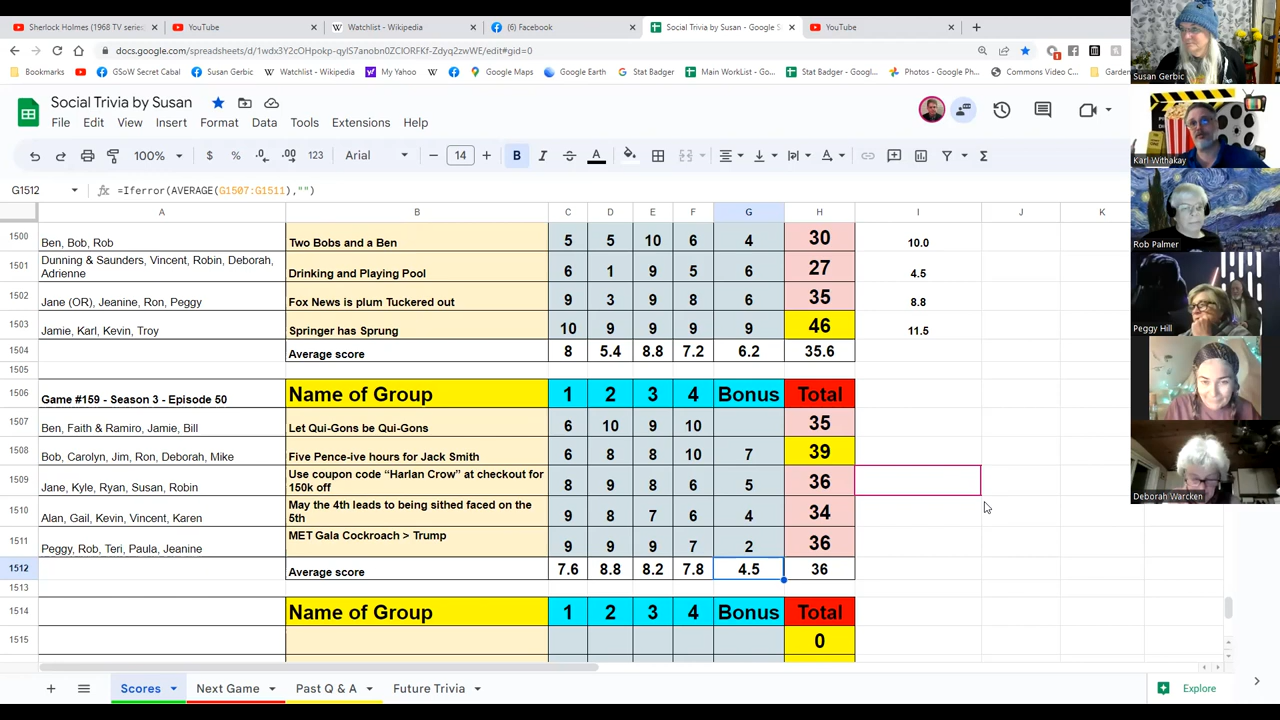 Sherlock Holmes (1968 TV series
YouTube
Watchlist - Wikipedia
(6) Facebook
Social Trivia by Susan - Google S
YouTube
docs.google.com/spreadsheets/d/
Bookmarks
GSoW Secret Cabal
Susan Gerbic
Watchlist - Wikipedia
My Yahoo
Google Maps
Google Earth
Stat Badger
Main WorkList - Go...
Stat Badger - Googl...
Photos - Google Ph...
Commons Video C...
Garden
Social Trivia by Susan
File Edit View Insert Format Data Tools Extensions Help
100% $ % .0 .00 123 Arial 14 B I A
G1512 fx =Iferror(AVERAGE(G1507:G1511),"")
A B C D E F G H I J K
1500 Ben, Bob, Rob Two Bobs and a Ben 5 5 10 6 4 30 10.0
1501 Dunning & Saunders, Vincent, Robin, Deborah,
Adrienne Drinking and Playing Pool 6 1 9 5 6 27 4.5
1502 Jane (OR), Jeanine, Ron, Peggy Fox News is plum Tuckered out 9 3 9 8 6 35 8.8
1503 Jamie, Karl, Kevin, Troy Springer has Sprung 10 9 9 9 9 46 11.5
1504 Average score 8 5.4 8.8 7.2 6.2 35.6
1505
1506 Game #159 - Season 3 - Episode 50 Name of Group 1 2 3 4 Bonus Total
1507 Ben, Faith & Râmiro, Jamie, Bill Let Qui-Gons be Qui-Gons 6 10 9 10 35
1508 Bob, Carolyn, Jen, Ron, Deborah, Mike Five Pence-ive hours for Jack Smith 6 8 8 10 7 39
Use coupon code “Harlan Crow” at checkout for
1509 Jane, Kyle, Ryan, Susan, Robin 150k off 8 9 8 6 5 36
May the 4th leads to being sithed faced on the
1510 Alan, Gail, Kevin, Vincent, Karen 5th 9 8 7 6 4 34
MET Gala Cockroach > Trump
1511 Peggy, Rob, Teri, Paula, Jeanine 9 9 9 7 2 36
1512 Average score 7.6 8.8 8.2 7.8 4.5 36
1513
1514 Name of Group 1 2 3 4 Bonus Total
1515 0
Scores Next Game Past Q & A Future Trivia Explore
Susan Gerbic
Karl Withakay
Rob Palmer
Peggy Hill
Deborah Warcken